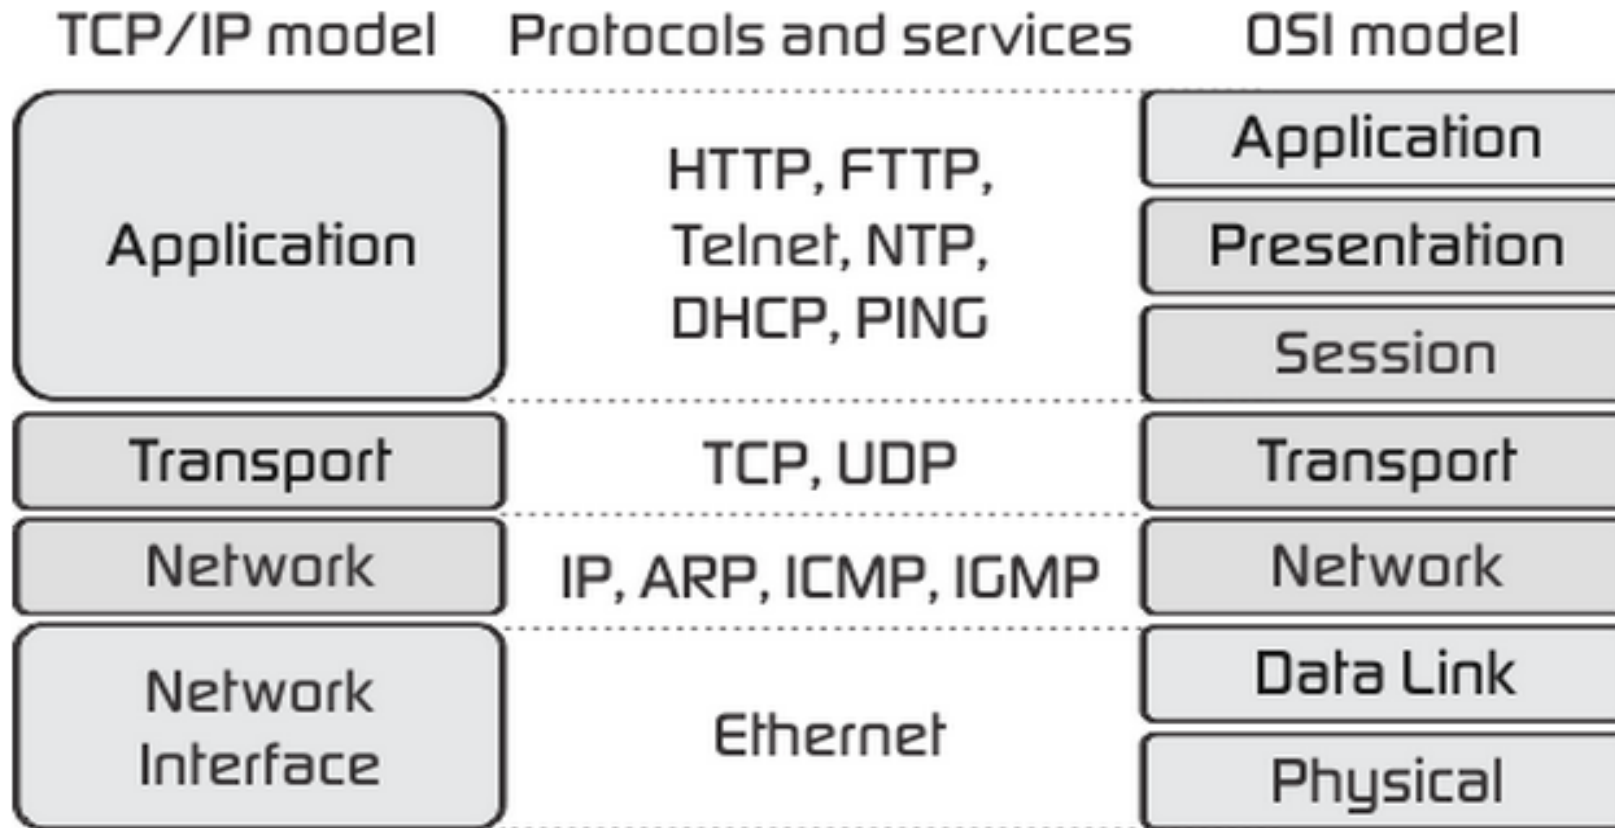 TCP/IP model
Protocols and services
OSI model
Application
HTTP, FTTP,
Telnet, NTP,
DHCP, PING
Application
Presentation
Session
Transport
TCP, UDP
Transport
Network
IP, ARP, ICMP, IGMP
Network
Network
Interface
Ethernet
Data Link
Physical